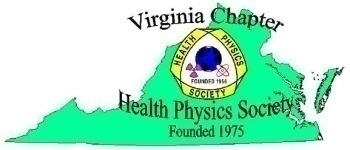 Virginia Chapter
HEALTH PHYSICS
FOUNDED 1956
SOCIETY
Health Physics Society
Founded 1975